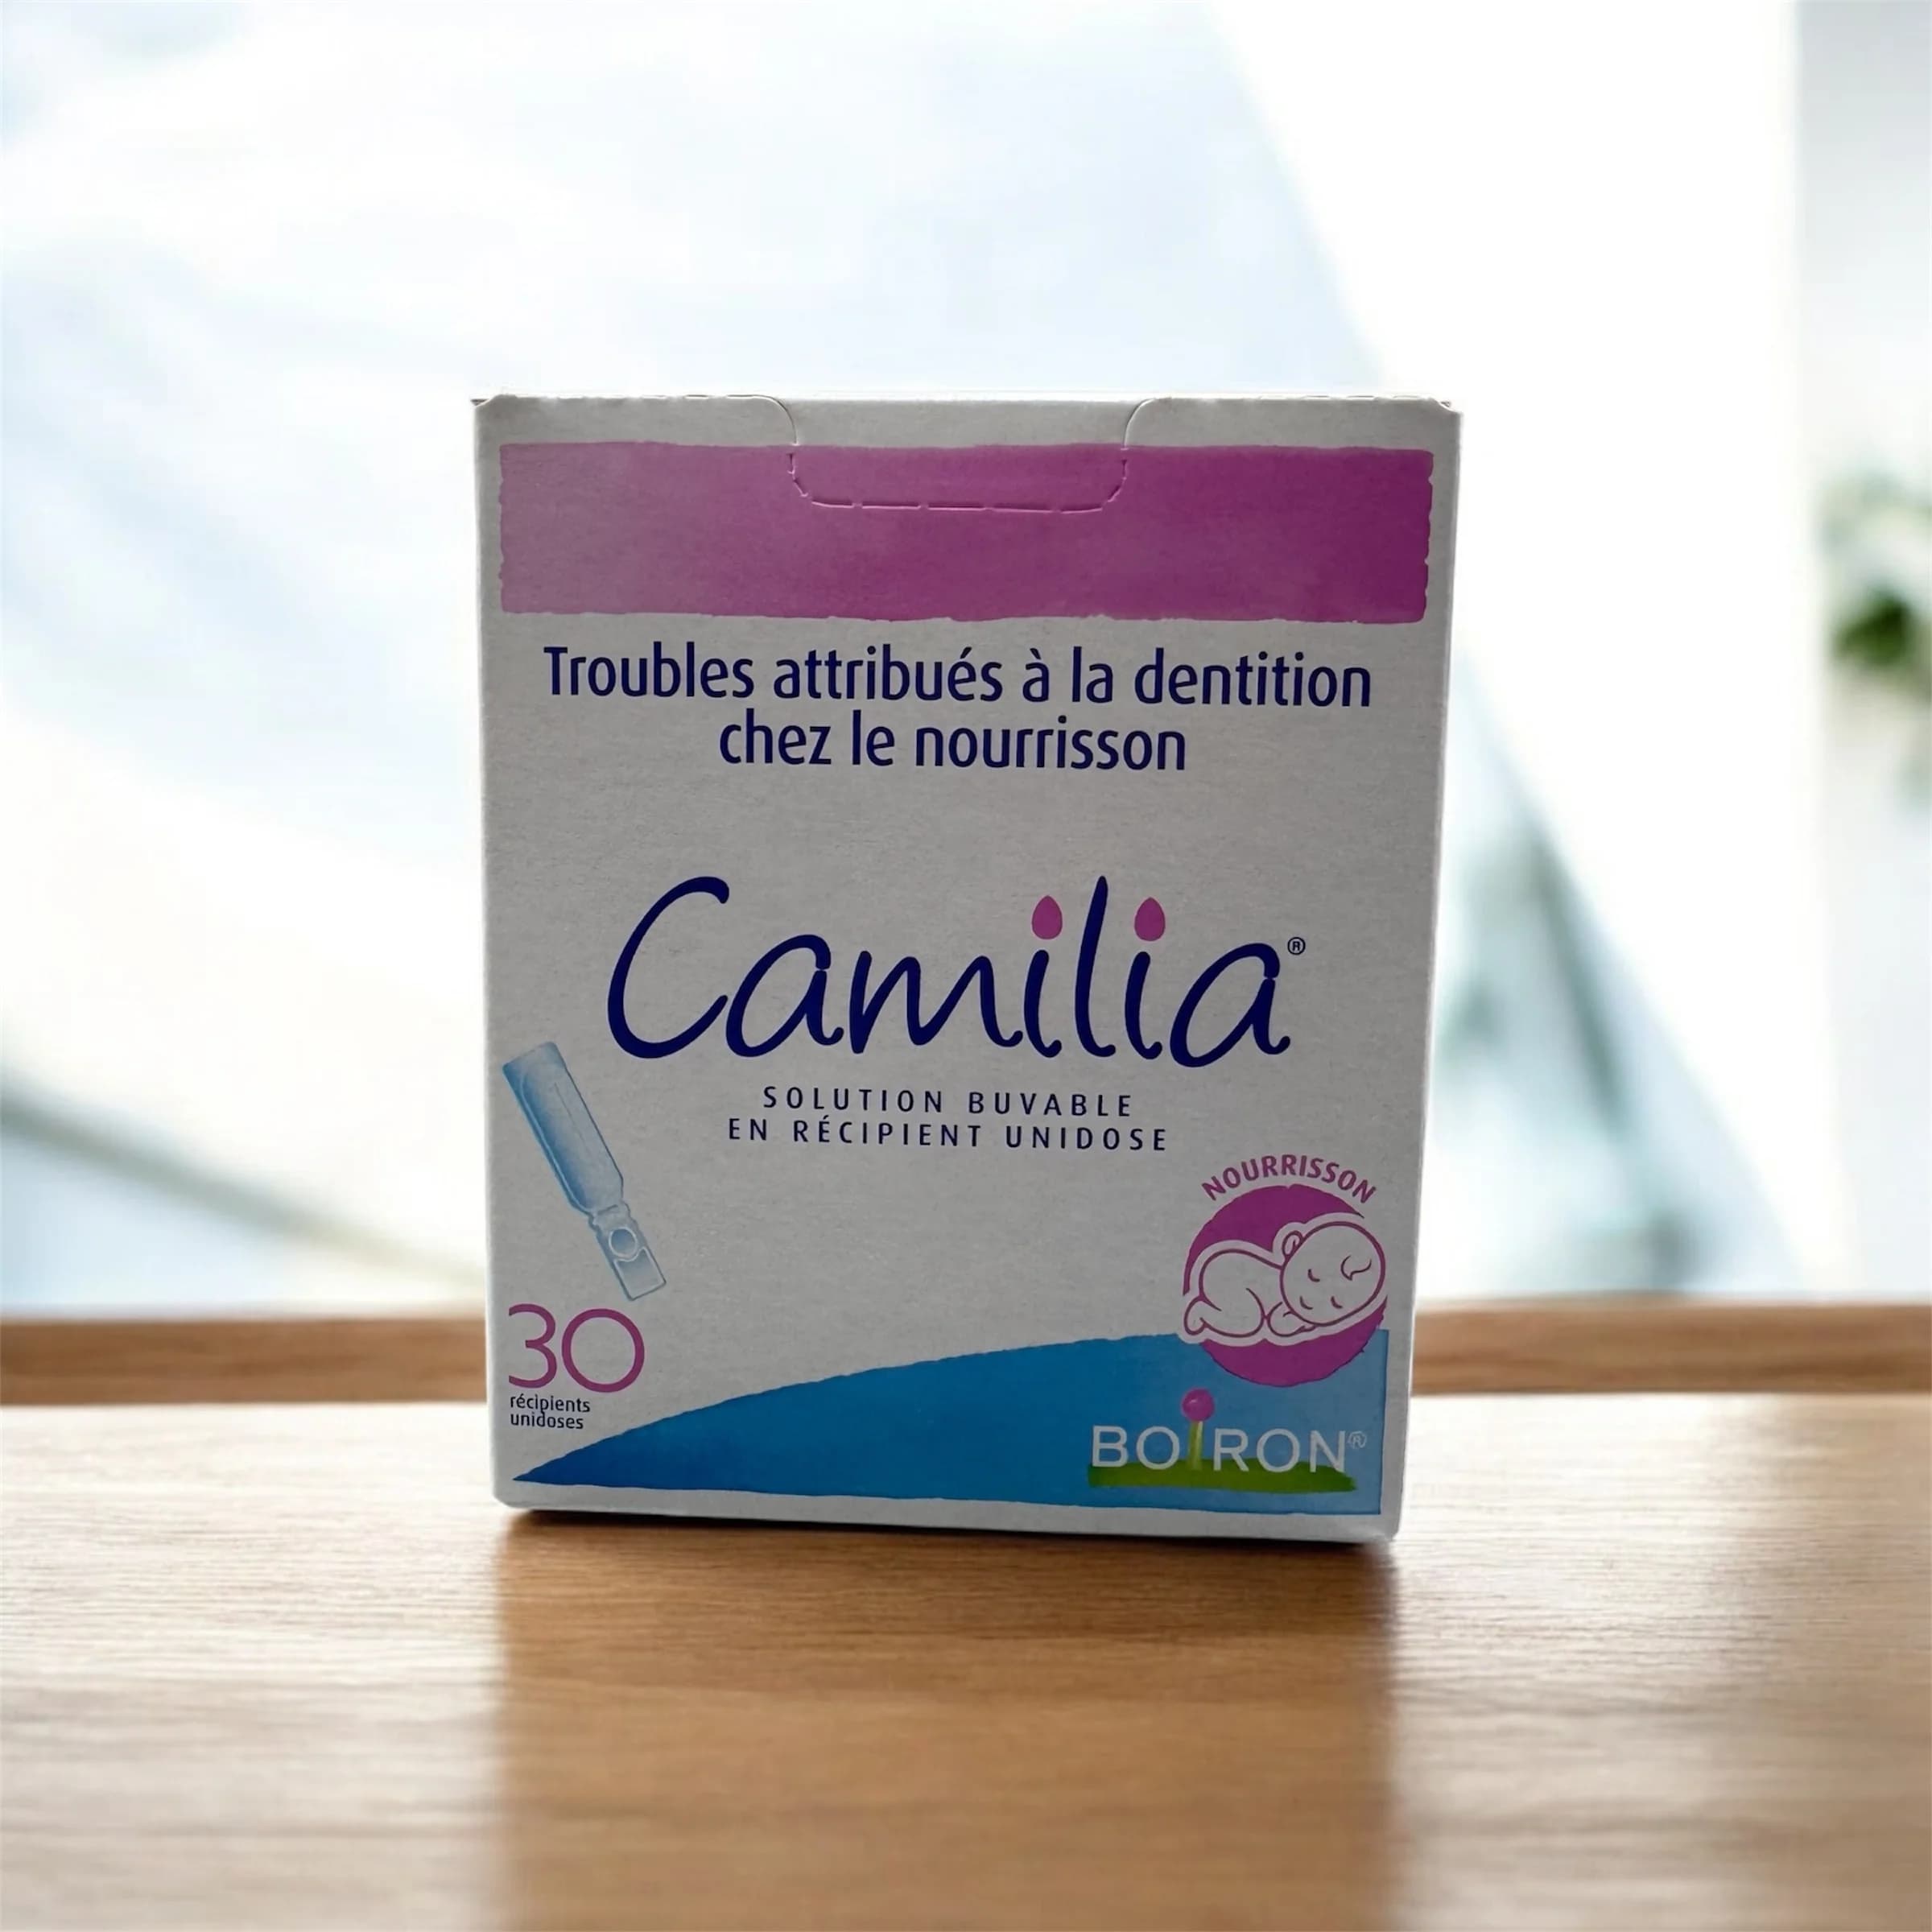 Troubles attribués à la dentition
chez le nourrisson
Camilia®
SOLUTION BUVABLE
EN RÉCIPIENT UNIDOSE
NOURRISSON
30
récipients
unidoses
BOIRON®